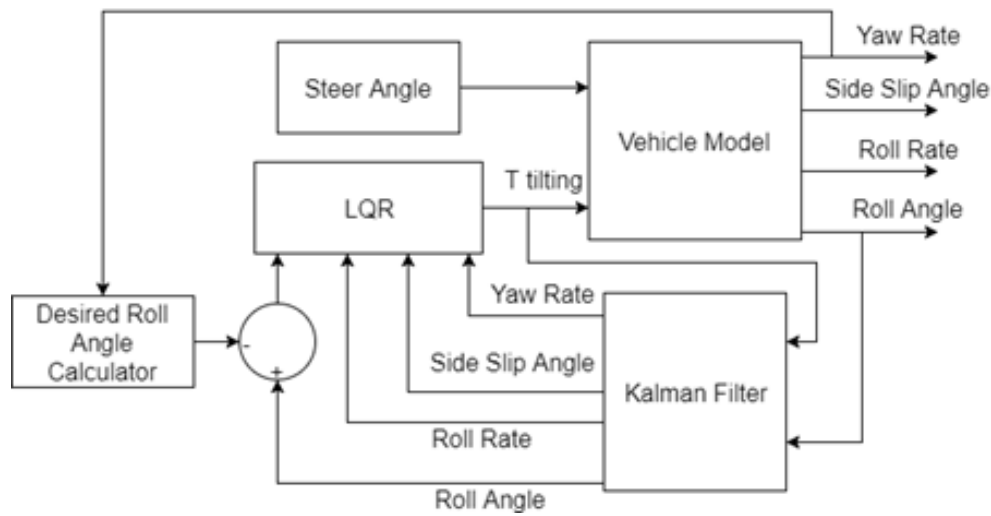 Yaw Rate
Steer Angle
Side Slip Angle
Vehicle Model
Roll Rate
T tilting
LQR
Roll Angle
Yaw Rate
Desired Roll
Angle
Calculator
-
+
Side Slip Angle
Kalman Filter
Roll Rate
Roll Angle